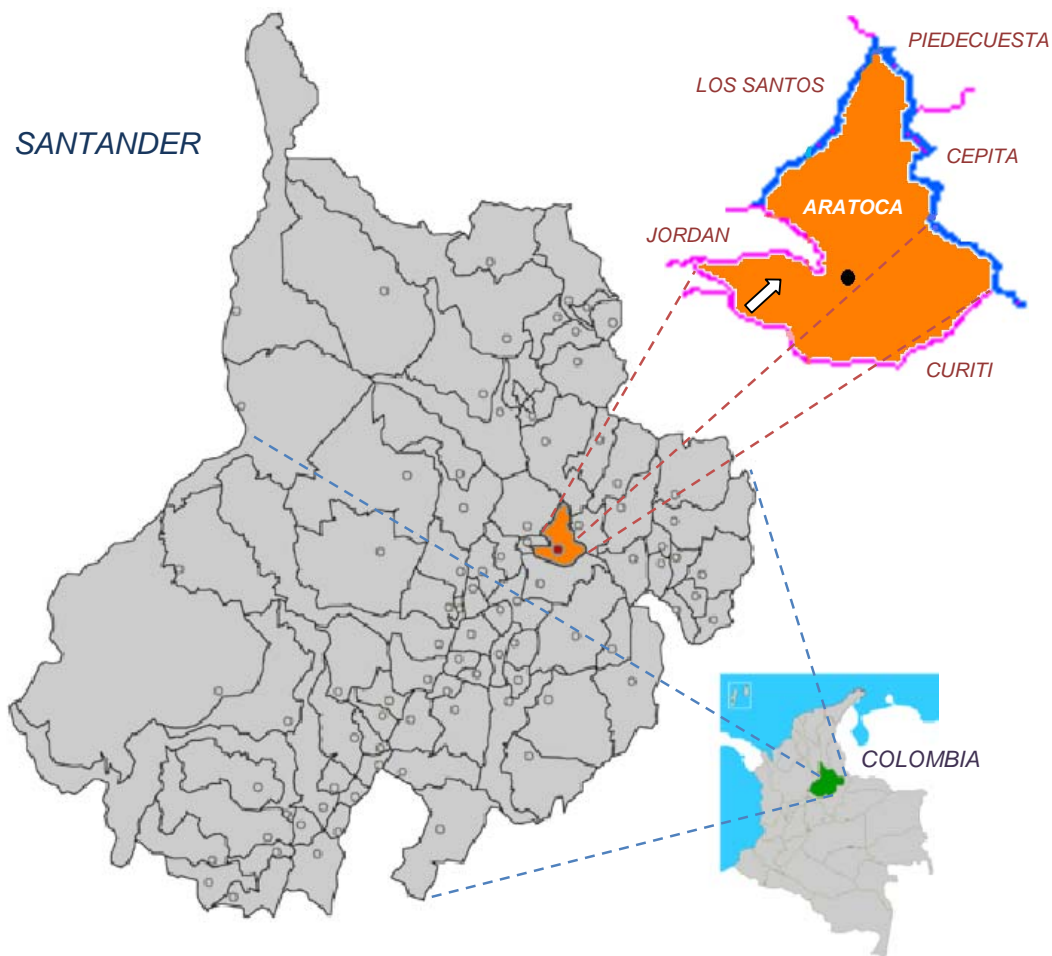 PIEDECUESTA
LOS SANTOS
SANTANDER
CEPITA
ARATOCA
JORDAN
CURITI
COLOMBIA